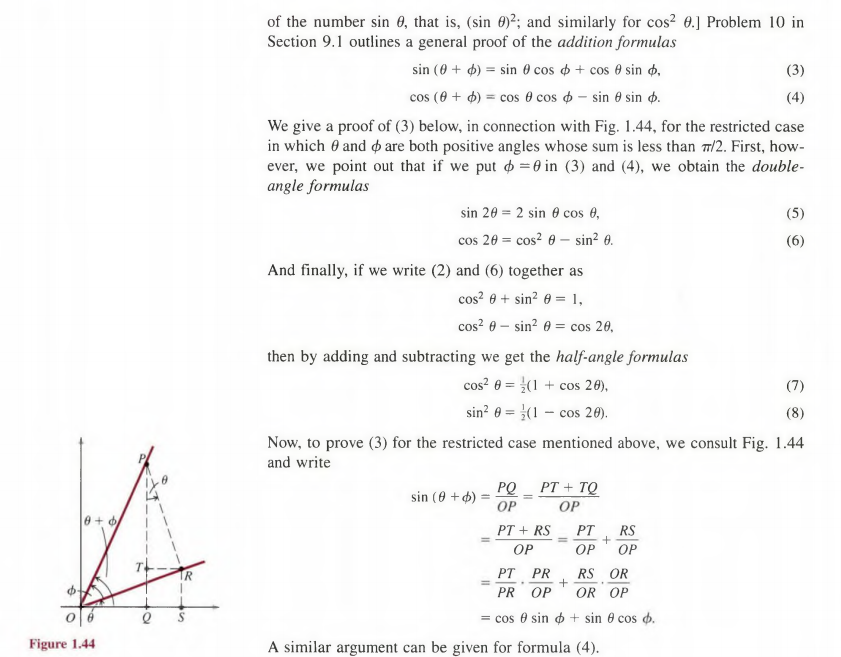 of the number sin θ, that is, (sin θ)²; and similarly for cos² θ.] Problem 10 in
Section 9.1 outlines a general proof of the addition formulas
sin (θ + ϕ) = sin θ cos ϕ + cos θ sin ϕ, (3)
cos (θ + ϕ) = cos θ cos ϕ − sin θ sin ϕ. (4)
We give a proof of (3) below, in connection with Fig. 1.44, for the restricted case
in which θ and ϕ are both positive angles whose sum is less than π/2. First, how-
ever, we point out that if we put ϕ = θ in (3) and (4), we obtain the double-
angle formulas
sin 2θ = 2 sin θ cos θ, (5)
cos 2θ = cos² θ − sin² θ. (6)
And finally, if we write (2) and (6) together as
cos² θ + sin² θ = 1,
cos² θ − sin² θ = cos 2θ,
then by adding and subtracting we get the half-angle formulas
cos² θ = ½(1 + cos 2θ), (7)
sin² θ = ½(1 − cos 2θ). (8)
Now, to prove (3) for the restricted case mentioned above, we consult Fig. 1.44
and write
sin (θ + ϕ) = PQ/OP = (PT + TQ)/OP
= (PT + RS)/OP = PT/OP + RS/OP
= PT/PR · PR/OP + RS/OR · OR/OP
= cos θ sin ϕ + sin θ cos ϕ.
A similar argument can be given for formula (4).
P
θ
θ + ϕ
T
R
ϕ
O θ Q S
Figure 1.44